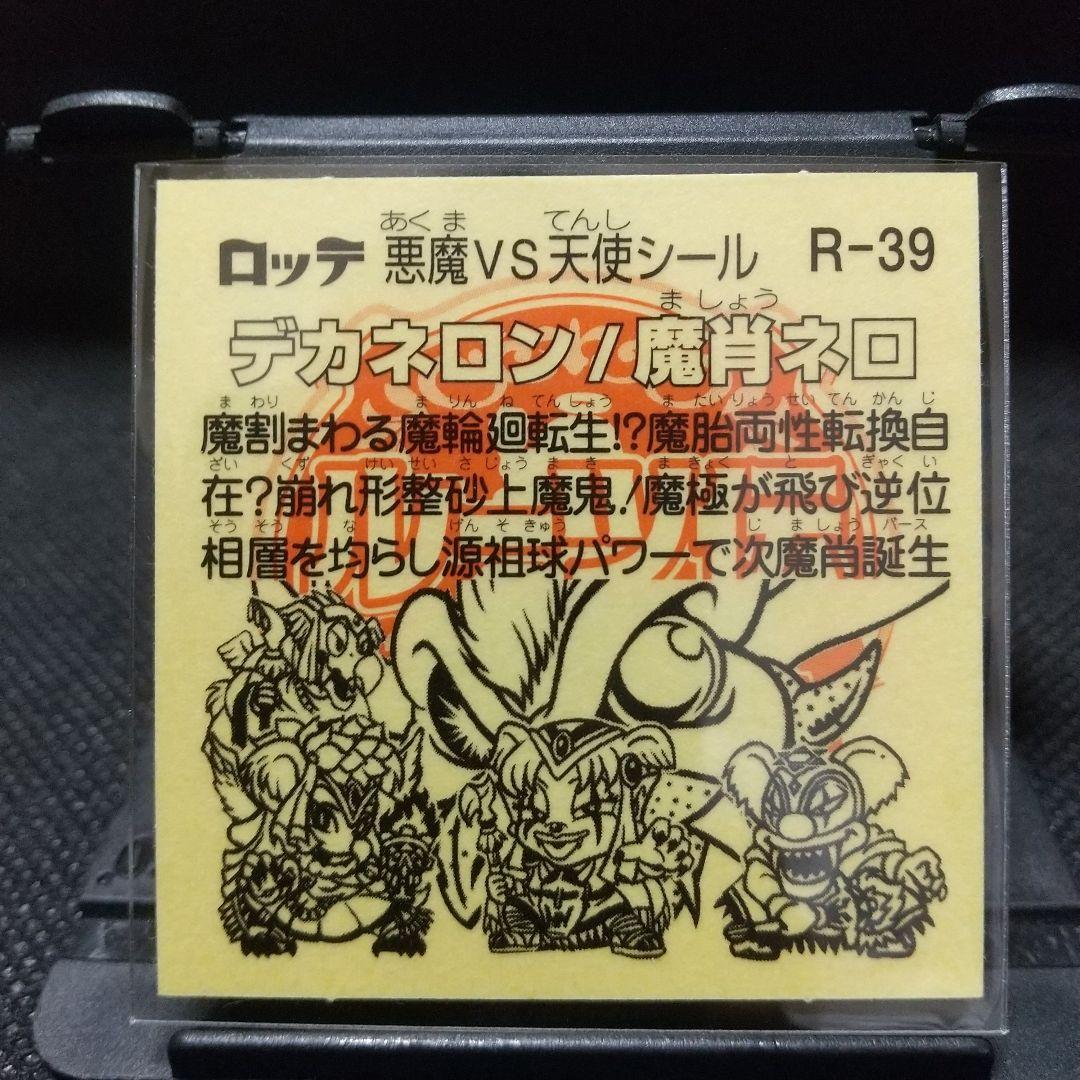 あくま てんし
ロッテ 悪魔VS天使シール R-39
ましょう
デカネロン/魔肖ネロ
まわり まりんねてんしょう またいりょうせいてんかんじ
魔割まわる魔輪廻転生!?魔胎両性転換自
ざい くず けいせいさじょうまき まきょく と ぎゃくい
在?崩れ形整砂上魔鬼!魔極が飛び逆位
そうそう な げんそきゅう じましょうバース
相層を均らし源祖球パワーで次魔肖誕生